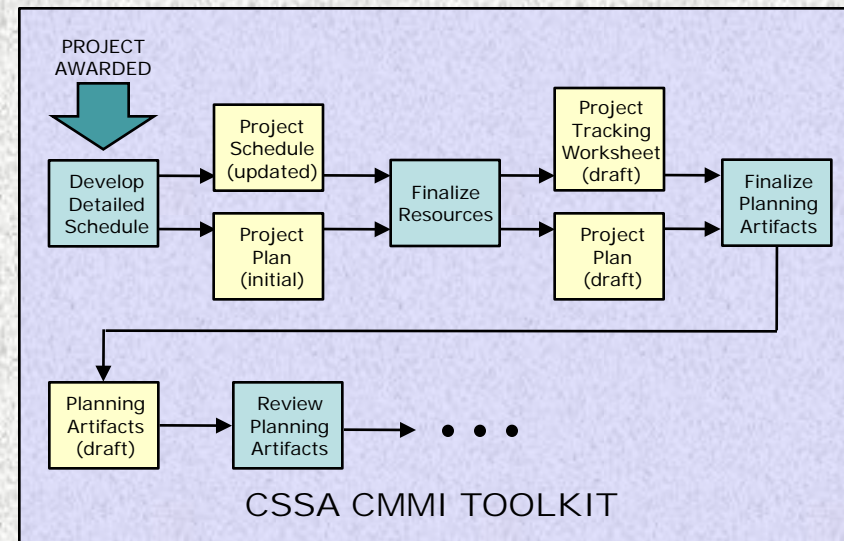 PROJECT
AWARDED
Develop
Detailed
Schedule
Project
Schedule
(updated)
Project
Plan
(initial)
Finalize
Resources
Project
Tracking
Worksheet
(draft)
Project
Plan
(draft)
Finalize
Planning
Artifacts
Planning
Artifacts
(draft)
Review
Planning
Artifacts
• • •
CSSA CMMI TOOLKIT